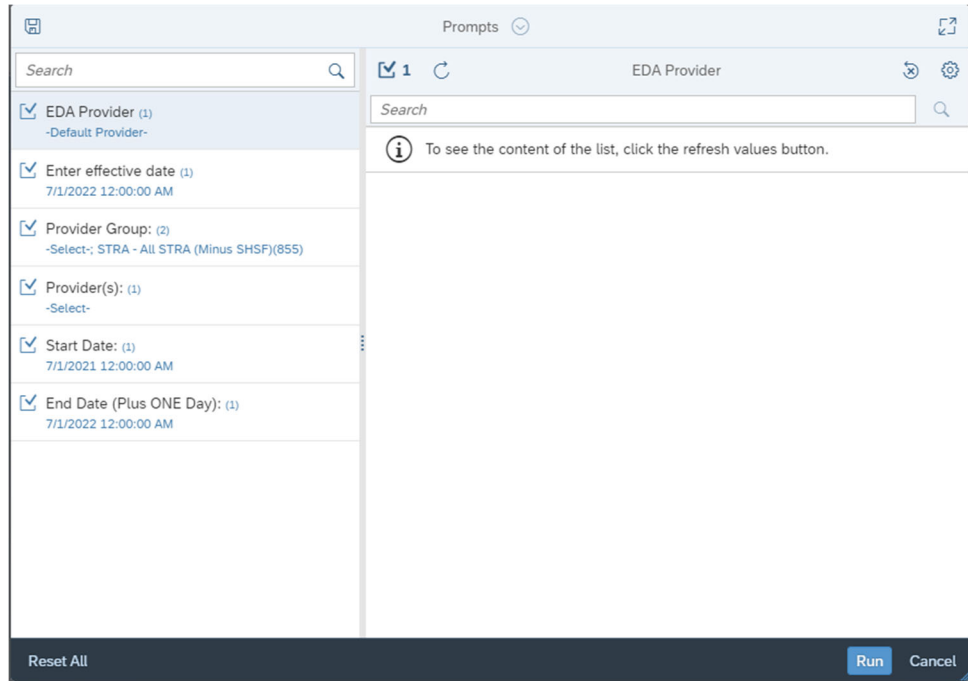 Prompts
Search
EDA Provider (1)
-Default Provider-
Enter effective date (1)
7/1/2022 12:00:00 AM
Provider Group: (2)
-Select-; STRA - All STRA (Minus SHSF)(855)
Provider(s): (1)
-Select-
Start Date: (1)
7/1/2021 12:00:00 AM
End Date (Plus ONE Day): (1)
7/1/2022 12:00:00 AM
1 EDA Provider
Search
To see the content of the list, click the refresh values button.
Reset All Run Cancel